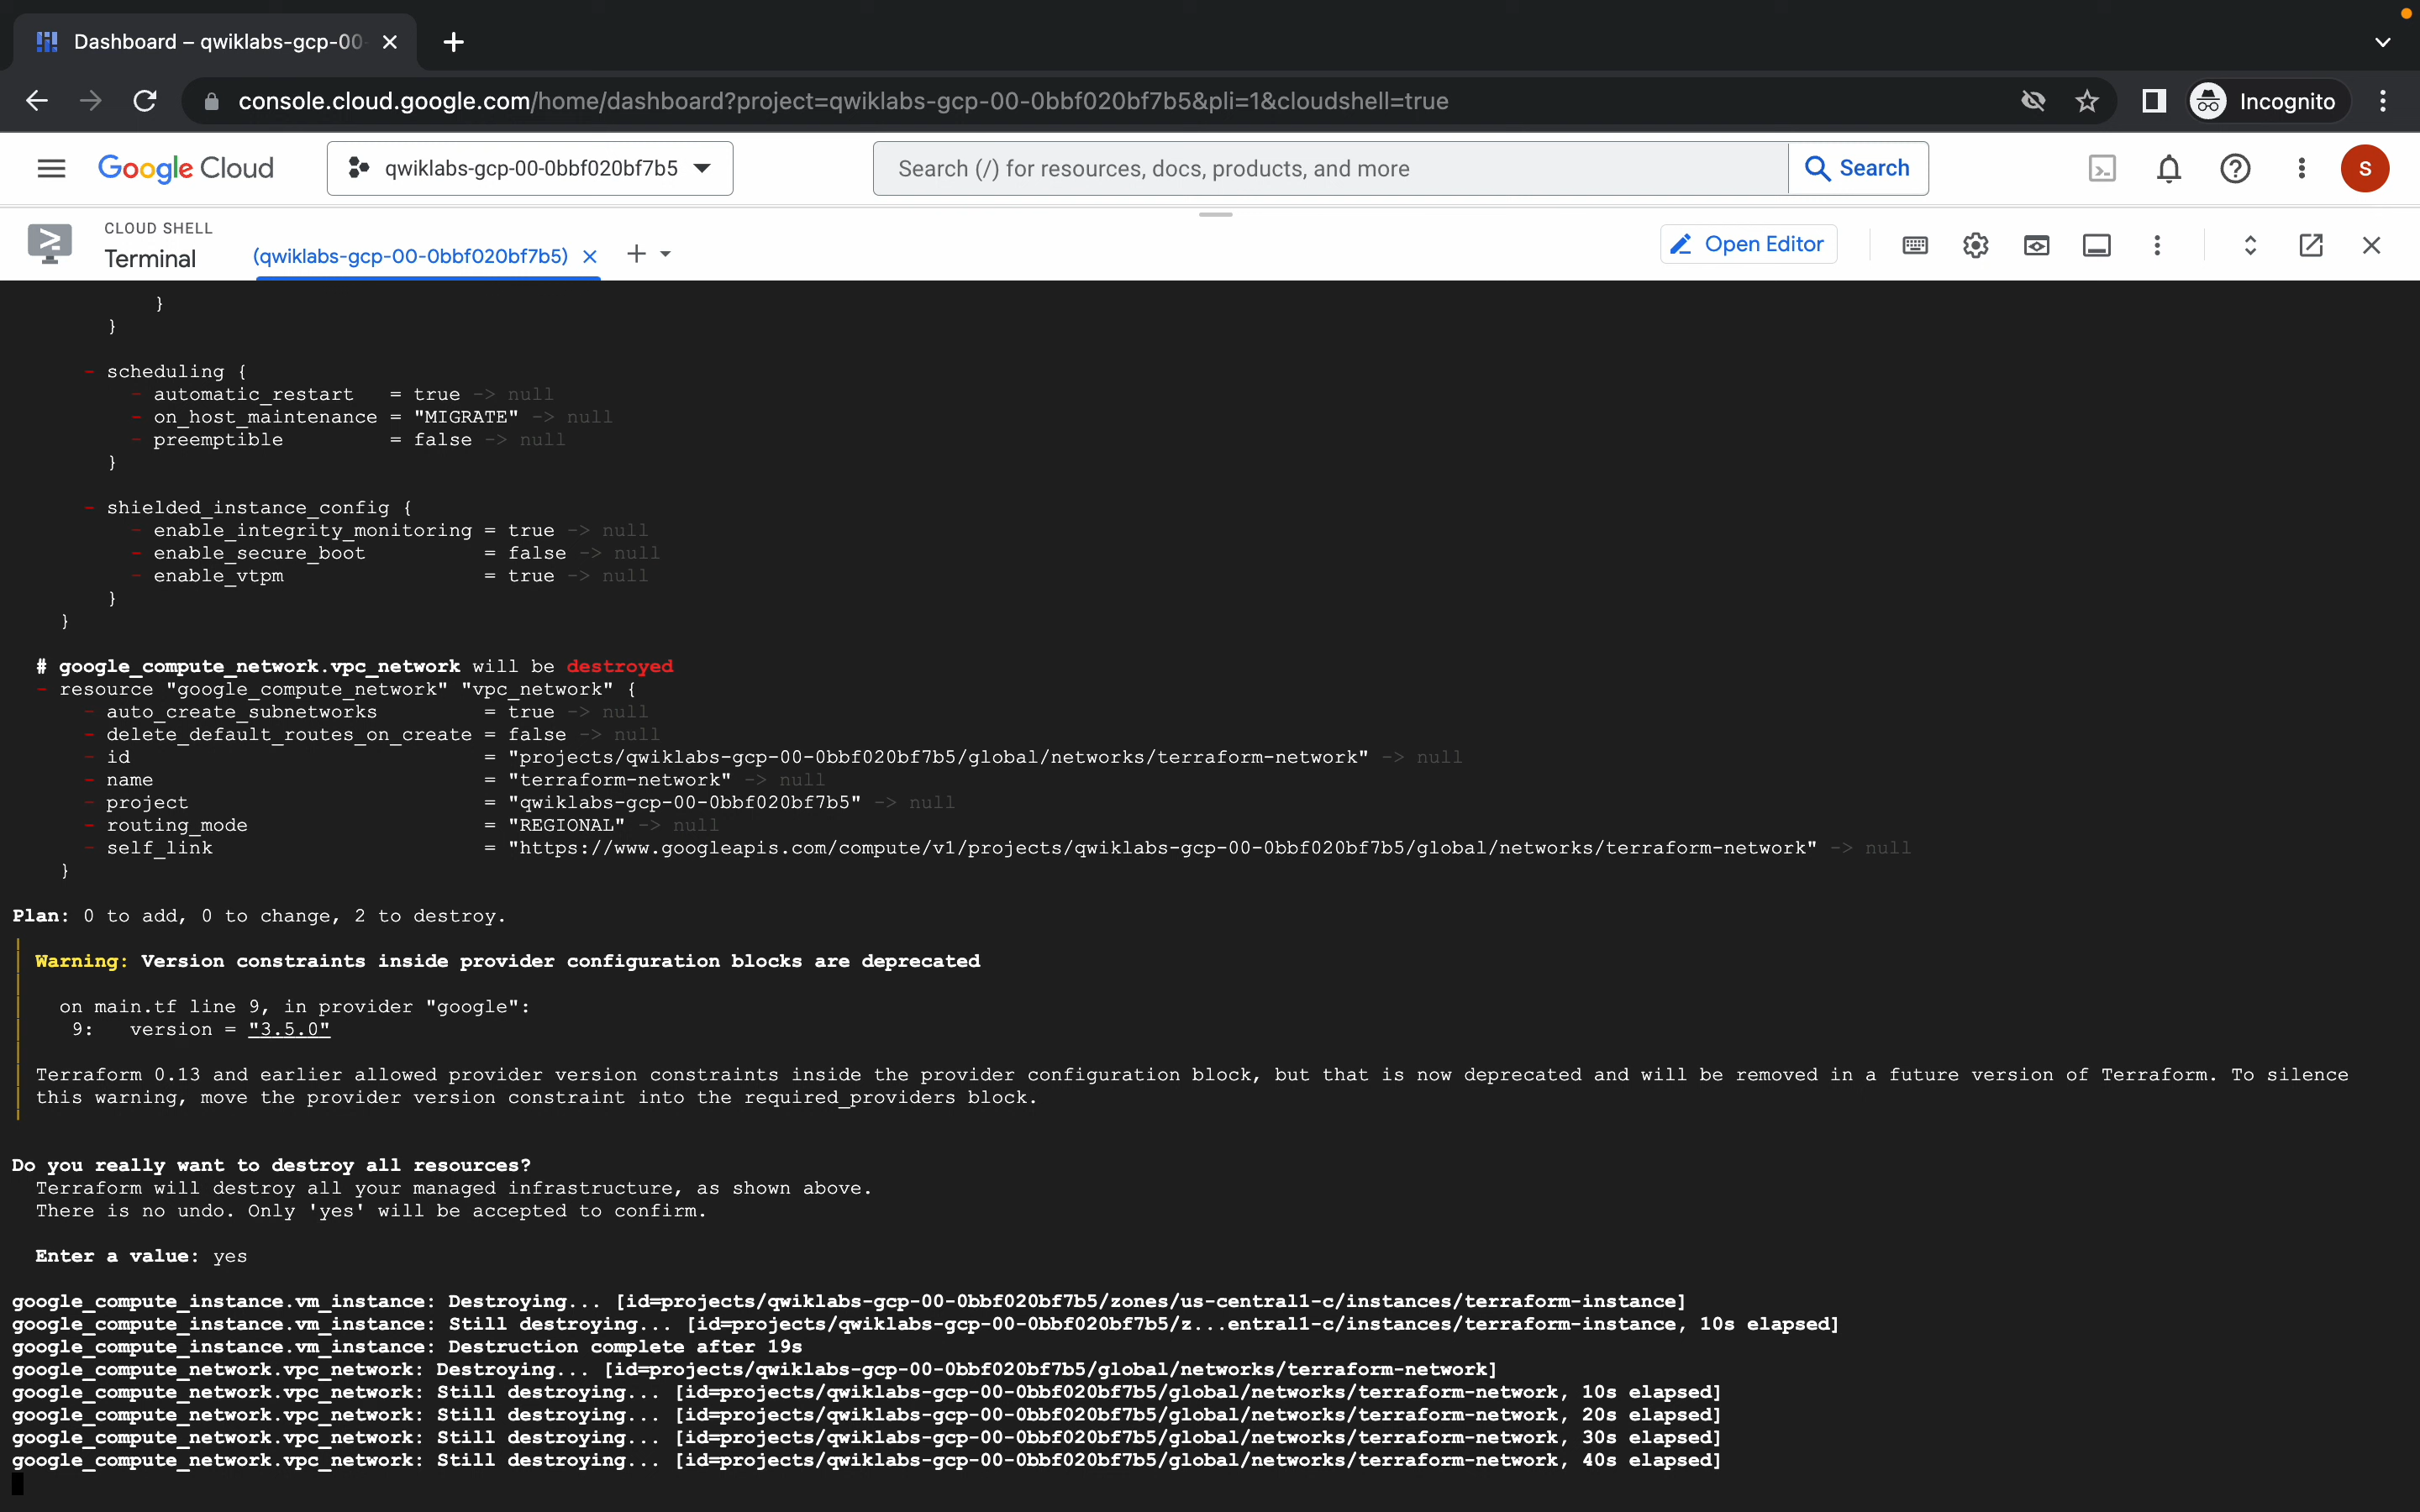 Dashboard – qwiklabs-gcp-00-
console.cloud.google.com/home/dashboard?project=qwiklabs-gcp-00-0bbf020bf7b5&pli=1&cloudshell=true
Incognito
Google Cloud
qwiklabs-gcp-00-0bbf020bf7b5
Search (/) for resources, docs, products, and more
Search
S
CLOUD SHELL
Terminal
(qwiklabs-gcp-00-0bbf020bf7b5)
Open Editor
}
}
- scheduling {
- automatic_restart   = true -> null
- on_host_maintenance = "MIGRATE" -> null
- preemptible         = false -> null
}
- shielded_instance_config {
- enable_integrity_monitoring = true -> null
- enable_secure_boot          = false -> null
- enable_vtpm                 = true -> null
}
}
# google_compute_network.vpc_network will be destroyed
- resource "google_compute_network" "vpc_network" {
- auto_create_subnetworks         = true -> null
- delete_default_routes_on_create = false -> null
- id                              = "projects/qwiklabs-gcp-00-0bbf020bf7b5/global/networks/terraform-network" -> null
- name                            = "terraform-network" -> null
- project                         = "qwiklabs-gcp-00-0bbf020bf7b5" -> null
- routing_mode                    = "REGIONAL" -> null
- self_link                       = "https://www.googleapis.com/compute/v1/projects/qwiklabs-gcp-00-0bbf020bf7b5/global/networks/terraform-network" -> null
}
Plan: 0 to add, 0 to change, 2 to destroy.
Warning: Version constraints inside provider configuration blocks are deprecated
on main.tf line 9, in provider "google":
9:   version = "3.5.0"
Terraform 0.13 and earlier allowed provider version constraints inside the provider configuration block, but that is now deprecated and will be removed in a future version of Terraform. To silence
this warning, move the provider version constraint into the required_providers block.
Do you really want to destroy all resources?
Terraform will destroy all your managed infrastructure, as shown above.
There is no undo. Only 'yes' will be accepted to confirm.
Enter a value: yes
google_compute_instance.vm_instance: Destroying... [id=projects/qwiklabs-gcp-00-0bbf020bf7b5/zones/us-central1-c/instances/terraform-instance]
google_compute_instance.vm_instance: Still destroying... [id=projects/qwiklabs-gcp-00-0bbf020bf7b5/z...entral1-c/instances/terraform-instance, 10s elapsed]
google_compute_instance.vm_instance: Destruction complete after 19s
google_compute_network.vpc_network: Destroying... [id=projects/qwiklabs-gcp-00-0bbf020bf7b5/global/networks/terraform-network]
google_compute_network.vpc_network: Still destroying... [id=projects/qwiklabs-gcp-00-0bbf020bf7b5/global/networks/terraform-network, 10s elapsed]
google_compute_network.vpc_network: Still destroying... [id=projects/qwiklabs-gcp-00-0bbf020bf7b5/global/networks/terraform-network, 20s elapsed]
google_compute_network.vpc_network: Still destroying... [id=projects/qwiklabs-gcp-00-0bbf020bf7b5/global/networks/terraform-network, 30s elapsed]
google_compute_network.vpc_network: Still destroying... [id=projects/qwiklabs-gcp-00-0bbf020bf7b5/global/networks/terraform-network, 40s elapsed]